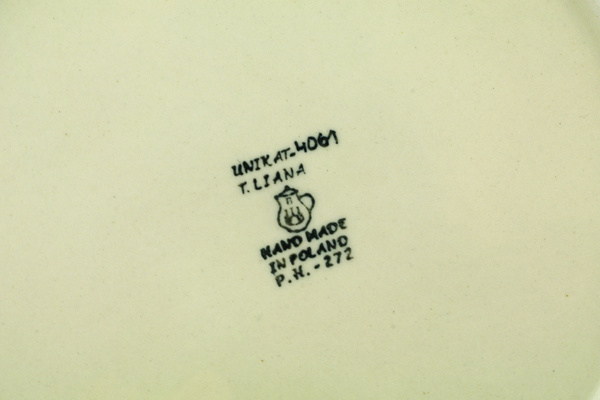 UNIKAT-4061
T. LIANA
HAND MADE
IN POLAND
P.H. - 272